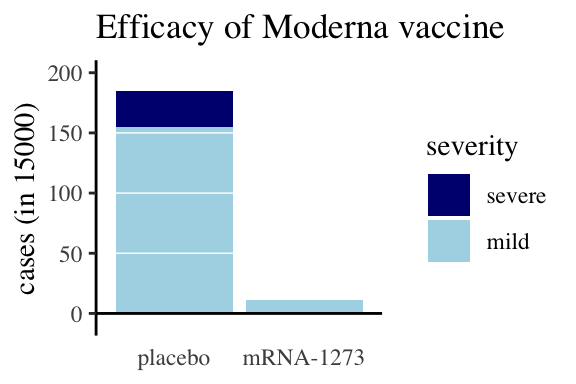 Efficacy of Moderna vaccine
cases (in 15000)
200
150
100
50
0
placebo mRNA-1273
severity
severe
mild